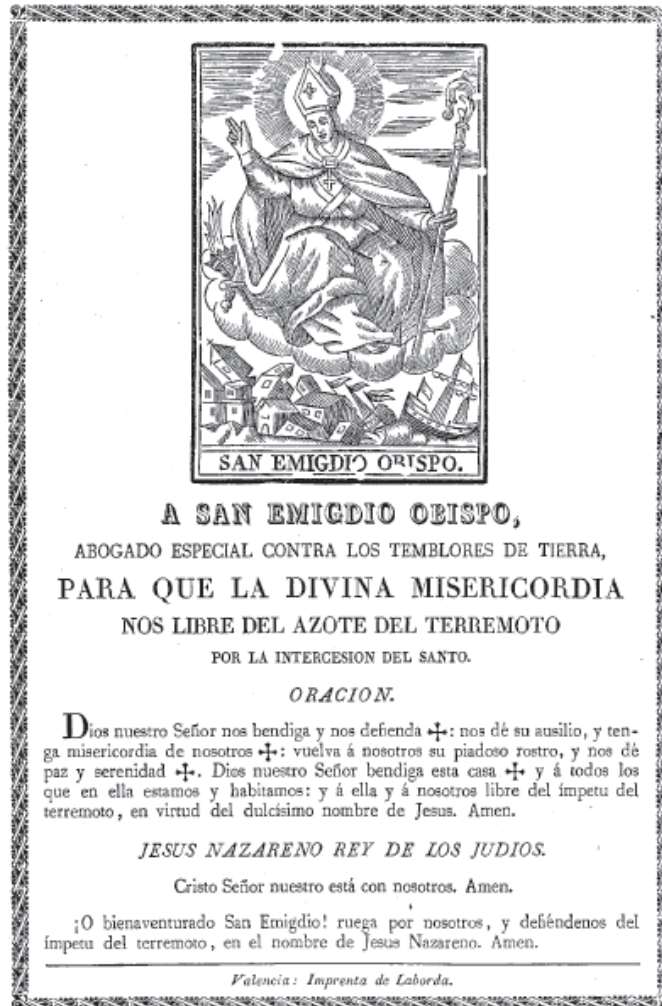 SAN EMIGDIO OBISPO.
A SAN EMIGDIO OBISPO,
ABOGADO ESPECIAL CONTRA LOS TEMBLORES DE TIERRA,
PARA QUE LA DIVINA MISERICORDIA
NOS LIBRE DEL AZOTE DEL TERREMOTO
POR LA INTERCESION DEL SANTO.
ORACION.
Dios nuestro Señor nos bendiga y nos defienda ✠: nos dé su ausilio, y ten-
ga misericordia de nosotros ✠: vuelva á nosotros su piadoso rostro, y nos dé
paz y serenidad ✠. Dios nuestro Señor bendiga esta casa ✠ y á todos los
que en ella estamos y habitamos: y á ella y á nosotros libre del ímpetu del
terremoto, en virtud del dulcísimo nombre de Jesus. Amen.
JESUS NAZARENO REY DE LOS JUDIOS.
Cristo Señor nuestro está con nosotros. Amen.
¡O bienaventurado San Emigdio! ruega por nosotros, y defiéndenos del
ímpetu del terremoto, en el nombre de Jesus Nazareno. Amen.
Valencia: Imprenta de Laborda.